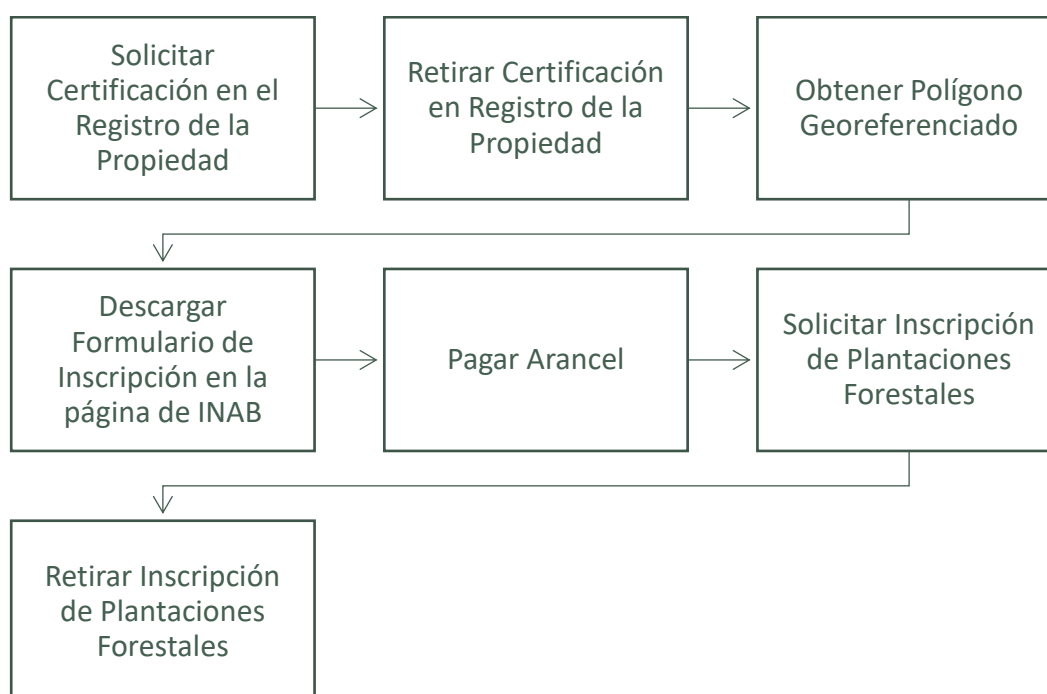 Solicitar
Certificación en el
Registro de la
Propiedad
Retirar Certificación
en Registro de la
Propiedad
Obtener Polígono
Georeferenciado
Descargar
Formulario de
Inscripción en la
página de INAB
Pagar Arancel
Solicitar Inscripción
de Plantaciones
Forestales
Retirar Inscripción
de Plantaciones
Forestales